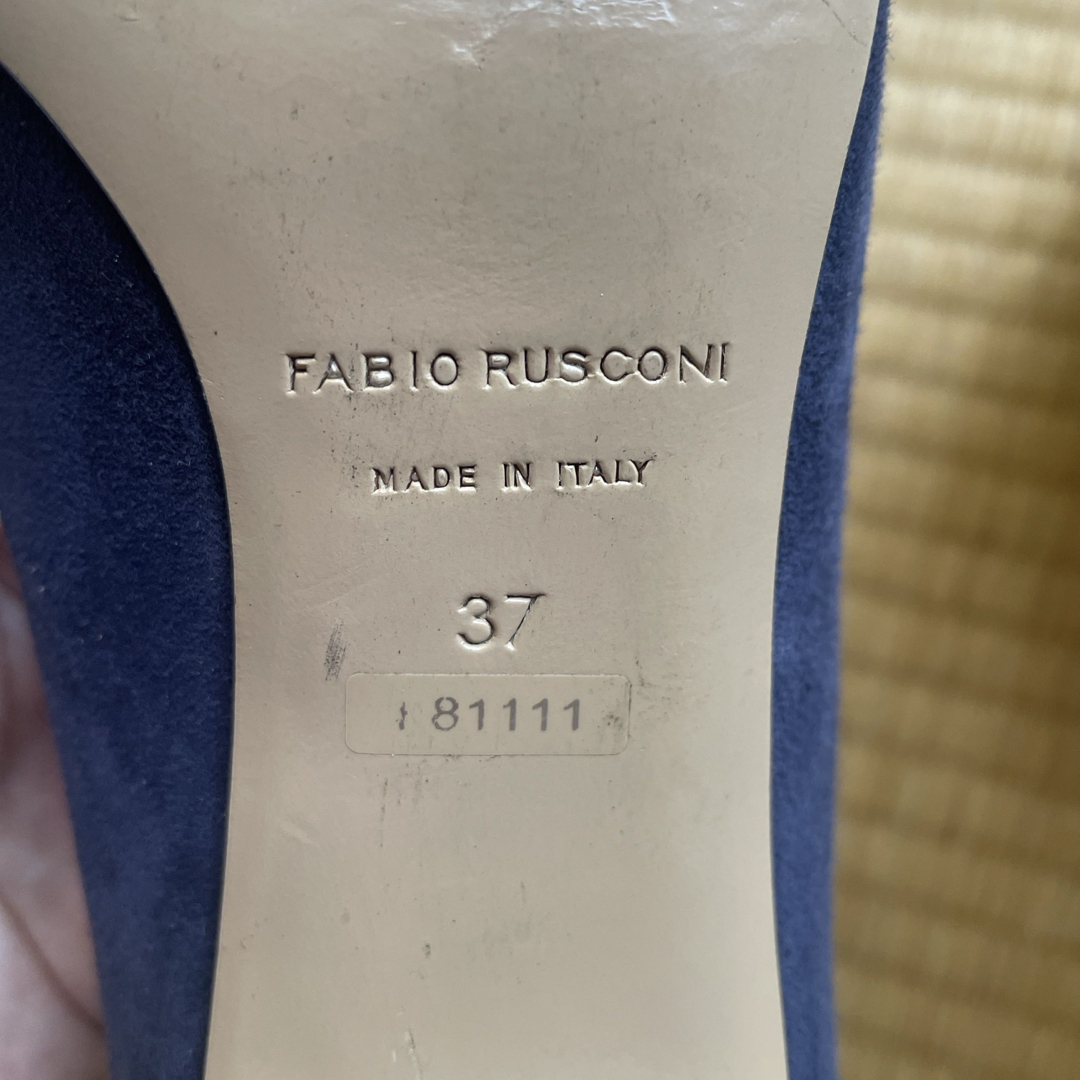 FABIO RUSCONI
MADE IN ITALY
37
81111